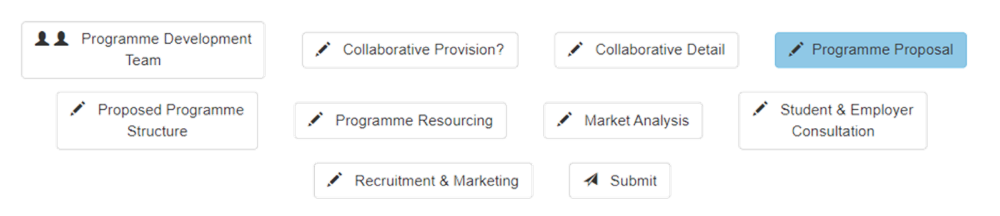 Programme Development
Team
Collaborative Provision?
Collaborative Detail
Programme Proposal
Proposed Programme
Structure
Programme Resourcing
Market Analysis
Student & Employer
Consultation
Recruitment & Marketing
Submit